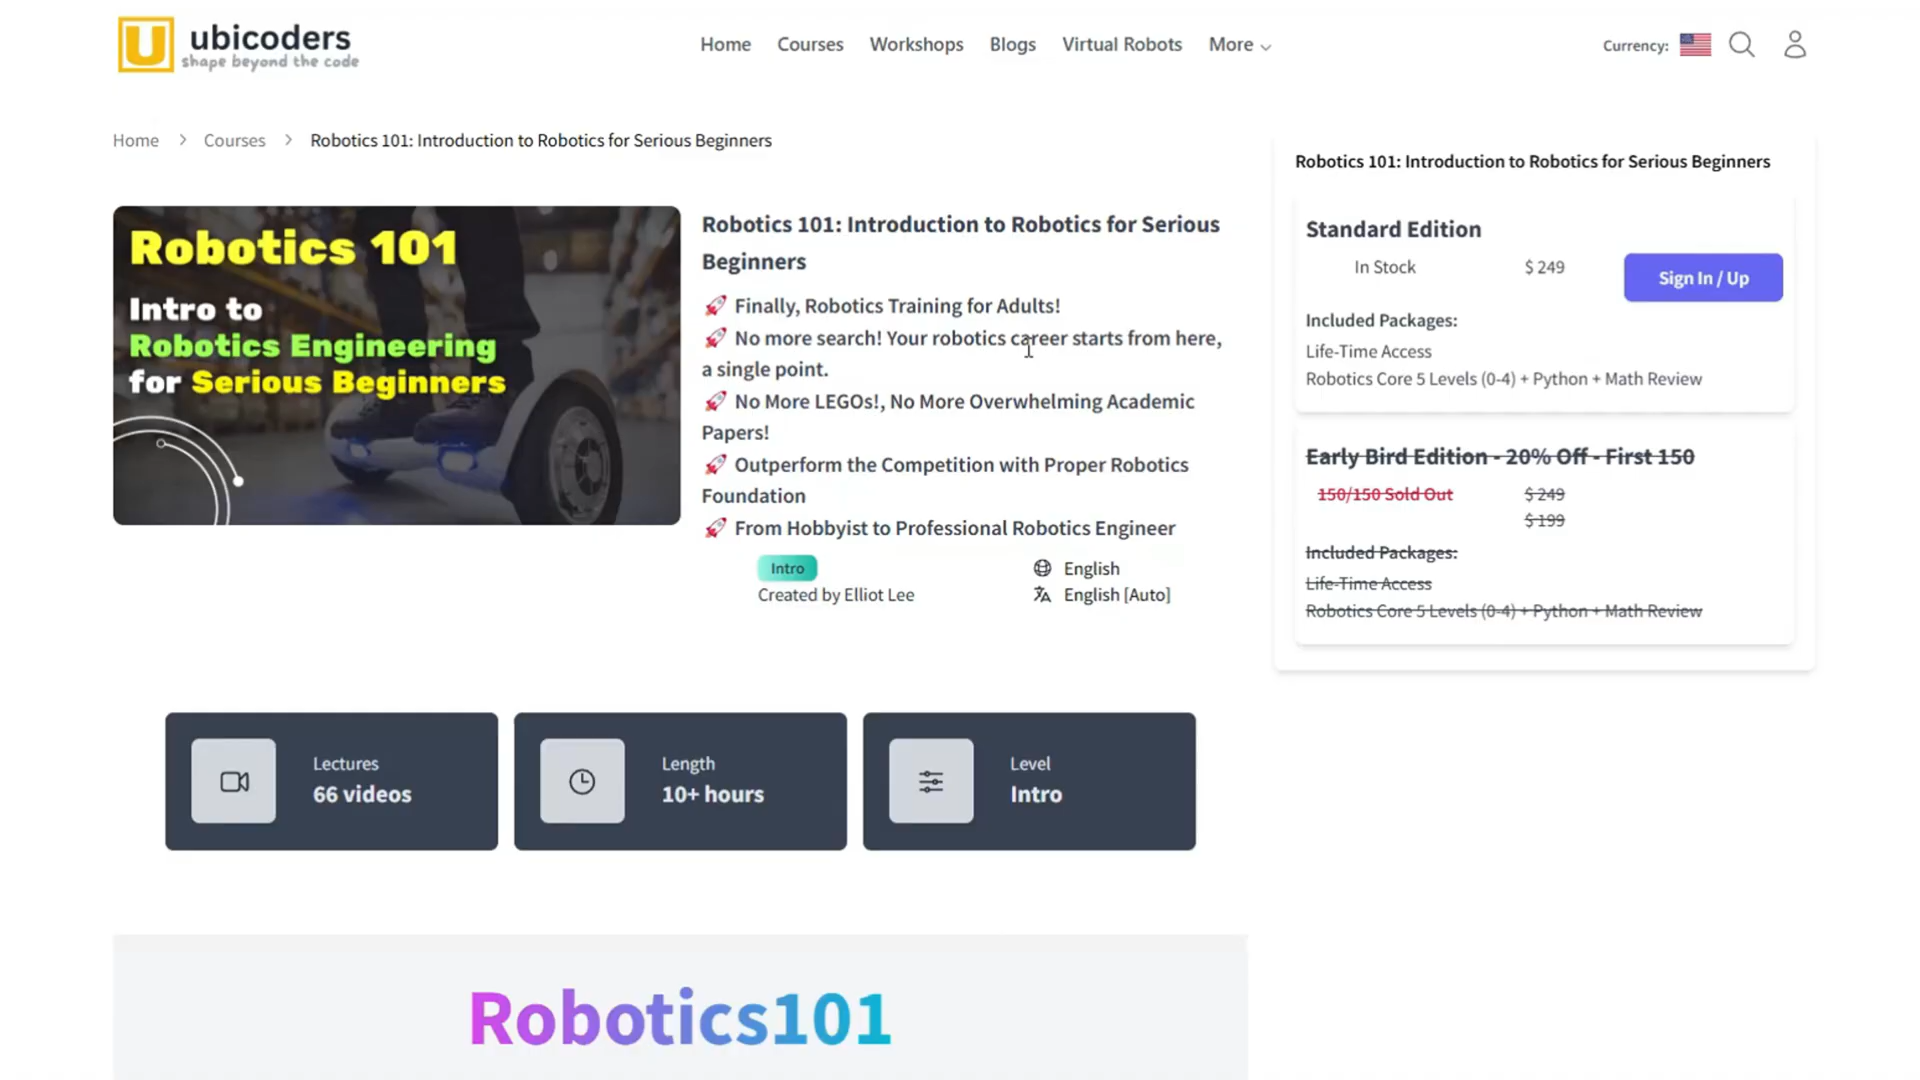 ubicoders
shape beyond the code
Home
Courses
Workshops
Blogs
Virtual Robots
More
Currency:
Home
Courses
Robotics 101: Introduction to Robotics for Serious Beginners
Robotics 101
Intro to
Robotics Engineering
for Serious Beginners
Robotics 101: Introduction to Robotics for Serious
Beginners
🚀 Finally, Robotics Training for Adults!
🚀 No more search! Your robotics career starts from here,
a single point.
🚀 No More LEGOs!, No More Overwhelming Academic
Papers!
🚀 Outperform the Competition with Proper Robotics
Foundation
🚀 From Hobbyist to Professional Robotics Engineer
Intro
English
Created by Elliot Lee
English [Auto]
Robotics 101: Introduction to Robotics for Serious Beginners
Standard Edition
In Stock
$ 249
Sign In / Up
Included Packages:
Life-Time Access
Robotics Core 5 Levels (0-4) + Python + Math Review
Early Bird Edition - 20% Off - First 150
150/150 Sold Out
$ 249
$ 199
Included Packages:
Life-Time Access
Robotics Core 5 Levels (0-4) + Python + Math Review
Lectures
66 videos
Length
10+ hours
Level
Intro
Robotics101